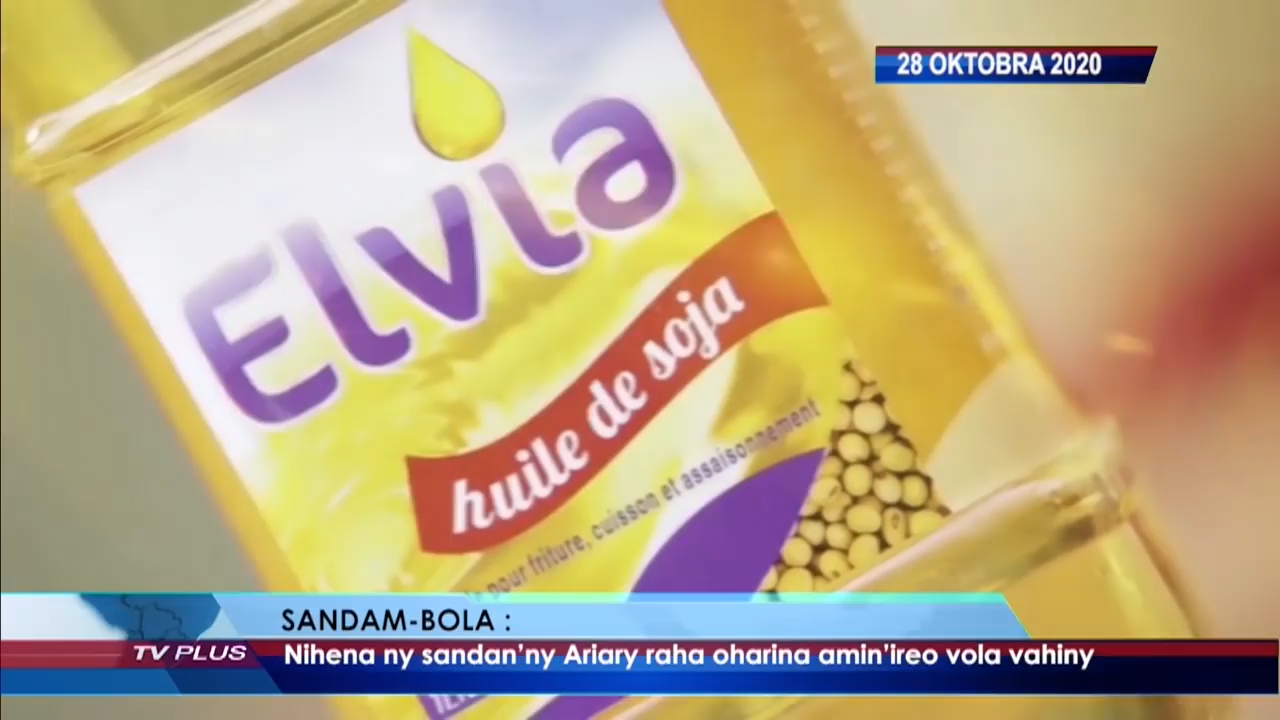 28 OKTOBRA 2020
Elvia
huile de soja
pour friture, cuisson et assaisonnement
SANDAM-BOLA :
TV PLUS
Nihena ny sandan'ny Ariary raha oharina amin'ireo vola vahiny